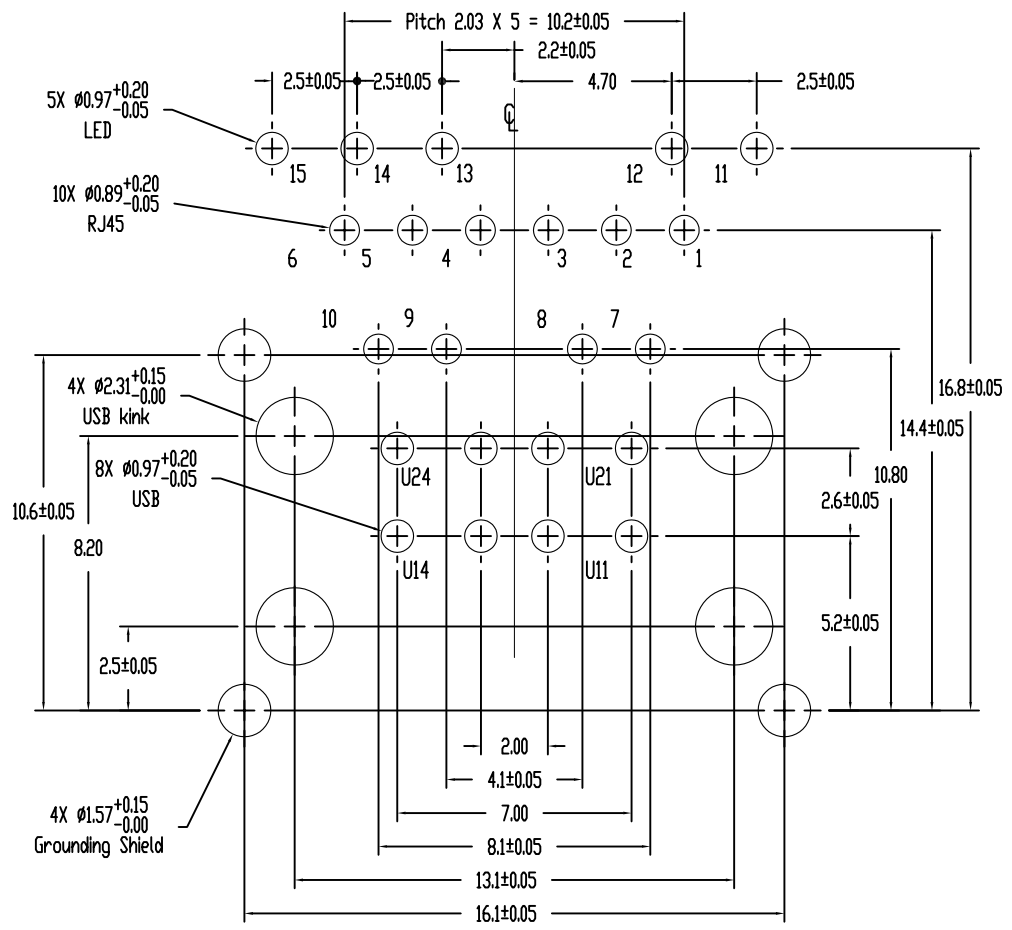 Pitch 2.03 X 5 = 10.2±0.05
2.2±0.05
2.5±0.05 2.5±0.05 4.70 2.5±0.05
5X ø0.97 +0.20 -0.05
LED
℄
15 14 13 12 11
10X ø0.89 +0.20 -0.05
RJ45
6 5 4 3 2 1
10 9 8 7
4X ø2.31 +0.15 -0.00
USB kink
16.8±0.05
14.4±0.05
8X ø0.97 +0.20 -0.05
USB
U24 U21
10.80
2.6±0.05
10.6±0.05
8.20
U14 U11
5.2±0.05
2.5±0.05
2.00
4.1±0.05
4X ø1.57 +0.15 -0.00
Grounding Shield
7.00
8.1±0.05
13.1±0.05
16.1±0.05